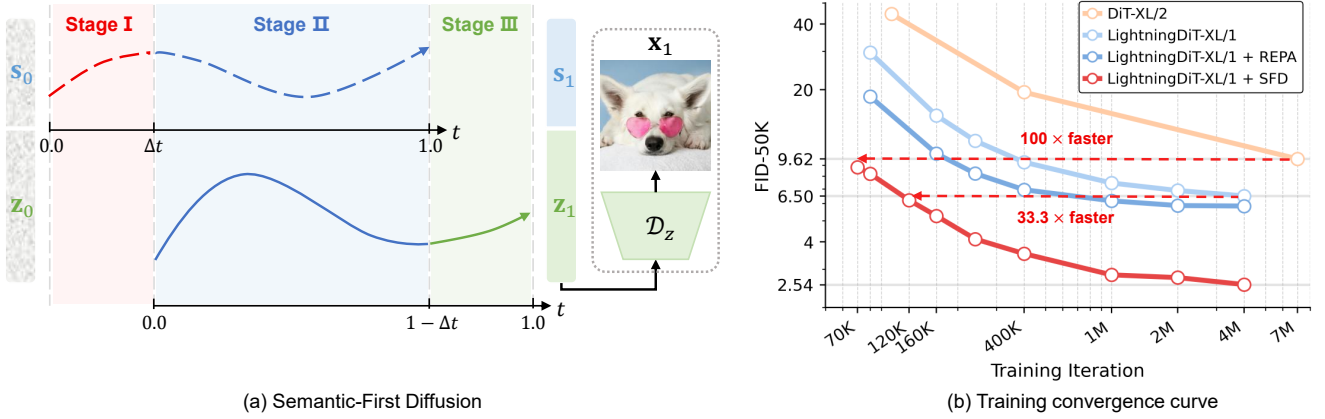 Stage I
Stage II
Stage III
s₀
s₁
x₁
0.0
Δt
1.0
t
z₀
z₁
𝒟_z
0.0
1 − Δt
1.0
t
(a) Semantic-First Diffusion
DiT-XL/2
LightningDiT-XL/1
LightningDiT-XL/1 + REPA
LightningDiT-XL/1 + SFD
FID-50K
40
20
9.62
6.50
4
2.54
100 × faster
33.3 × faster
70K
120K
160K
400K
1M
2M
4M
7M
Training Iteration
(b) Training convergence curve